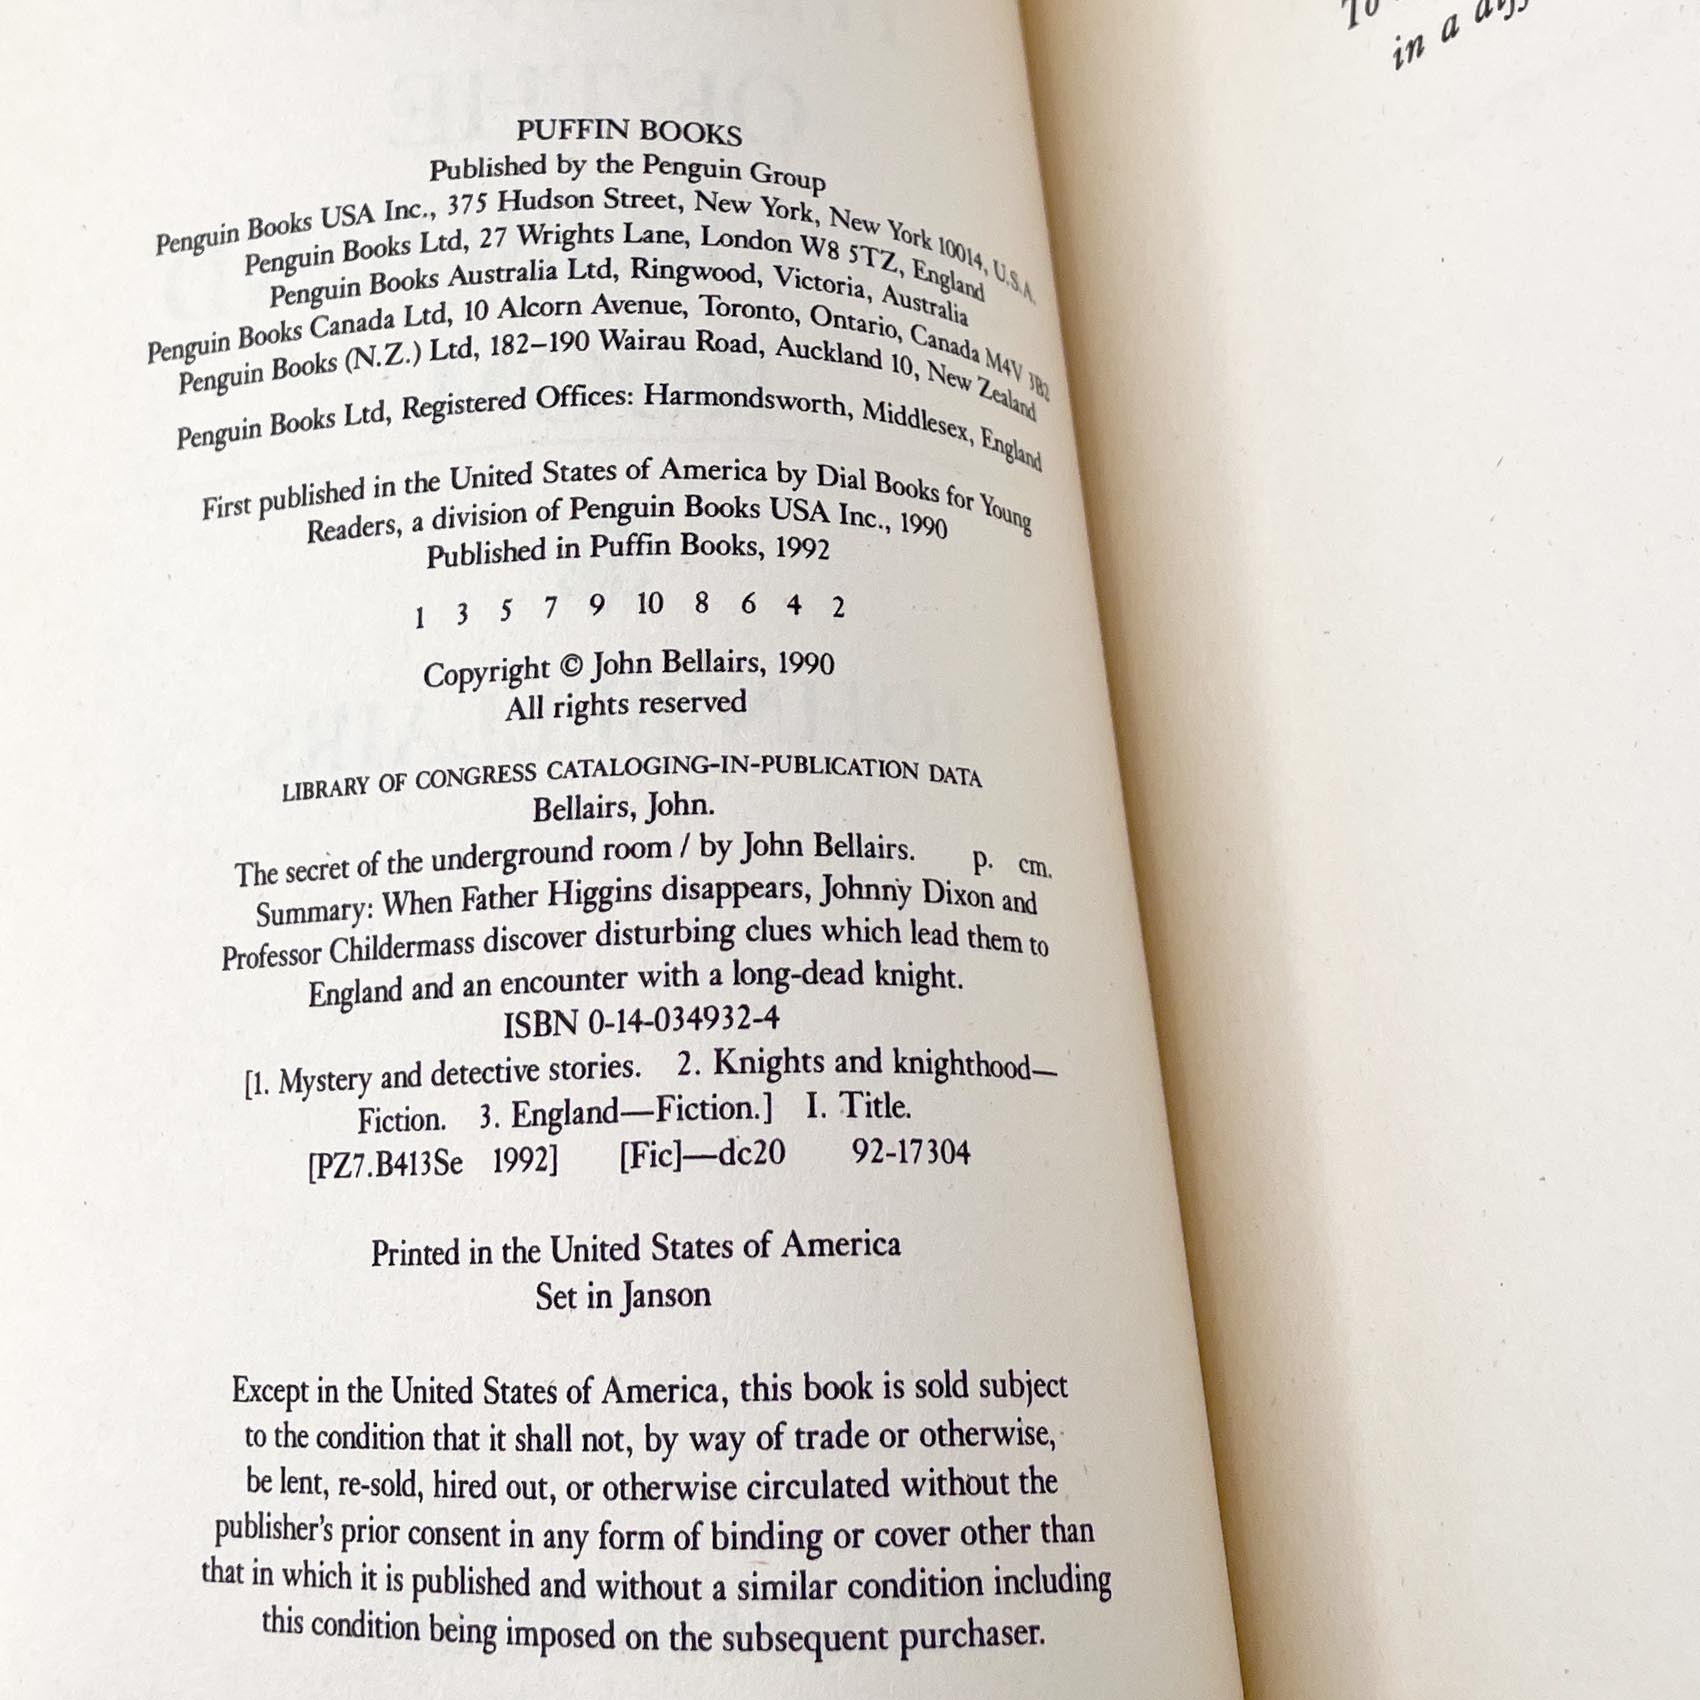 PUFFIN BOOKS
Published by the Penguin Group
Penguin Books USA Inc., 375 Hudson Street, New York, New York 10014, U.S.A.
Penguin Books Ltd, 27 Wrights Lane, London W8 5TZ, England
Penguin Books Australia Ltd, Ringwood, Victoria, Australia
Penguin Books Canada Ltd, 10 Alcorn Avenue, Toronto, Ontario, Canada M4V 3B2
Penguin Books (N.Z.) Ltd, 182–190 Wairau Road, Auckland 10, New Zealand
Penguin Books Ltd, Registered Offices: Harmondsworth, Middlesex, England
First published in the United States of America by Dial Books for Young
Readers, a division of Penguin Books USA Inc., 1990
Published in Puffin Books, 1992
1 3 5 7 9 10 8 6 4 2
Copyright © John Bellairs, 1990
All rights reserved
LIBRARY OF CONGRESS CATALOGING-IN-PUBLICATION DATA
Bellairs, John.
The secret of the underground room / by John Bellairs. p. cm.
Summary: When Father Higgins disappears, Johnny Dixon and
Professor Childermass discover disturbing clues which lead them to
England and an encounter with a long-dead knight.
ISBN 0-14-034932-4
[1. Mystery and detective stories. 2. Knights and knighthood—
Fiction. 3. England—Fiction.] I. Title.
[PZ7.B413Se 1992] [Fic]—dc20 92-17304
Printed in the United States of America
Set in Janson
Except in the United States of America, this book is sold subject
to the condition that it shall not, by way of trade or otherwise,
be lent, re-sold, hired out, or otherwise circulated without the
publisher's prior consent in any form of binding or cover other than
that in which it is published and without a similar condition including
this condition being imposed on the subsequent purchaser.
To
in a